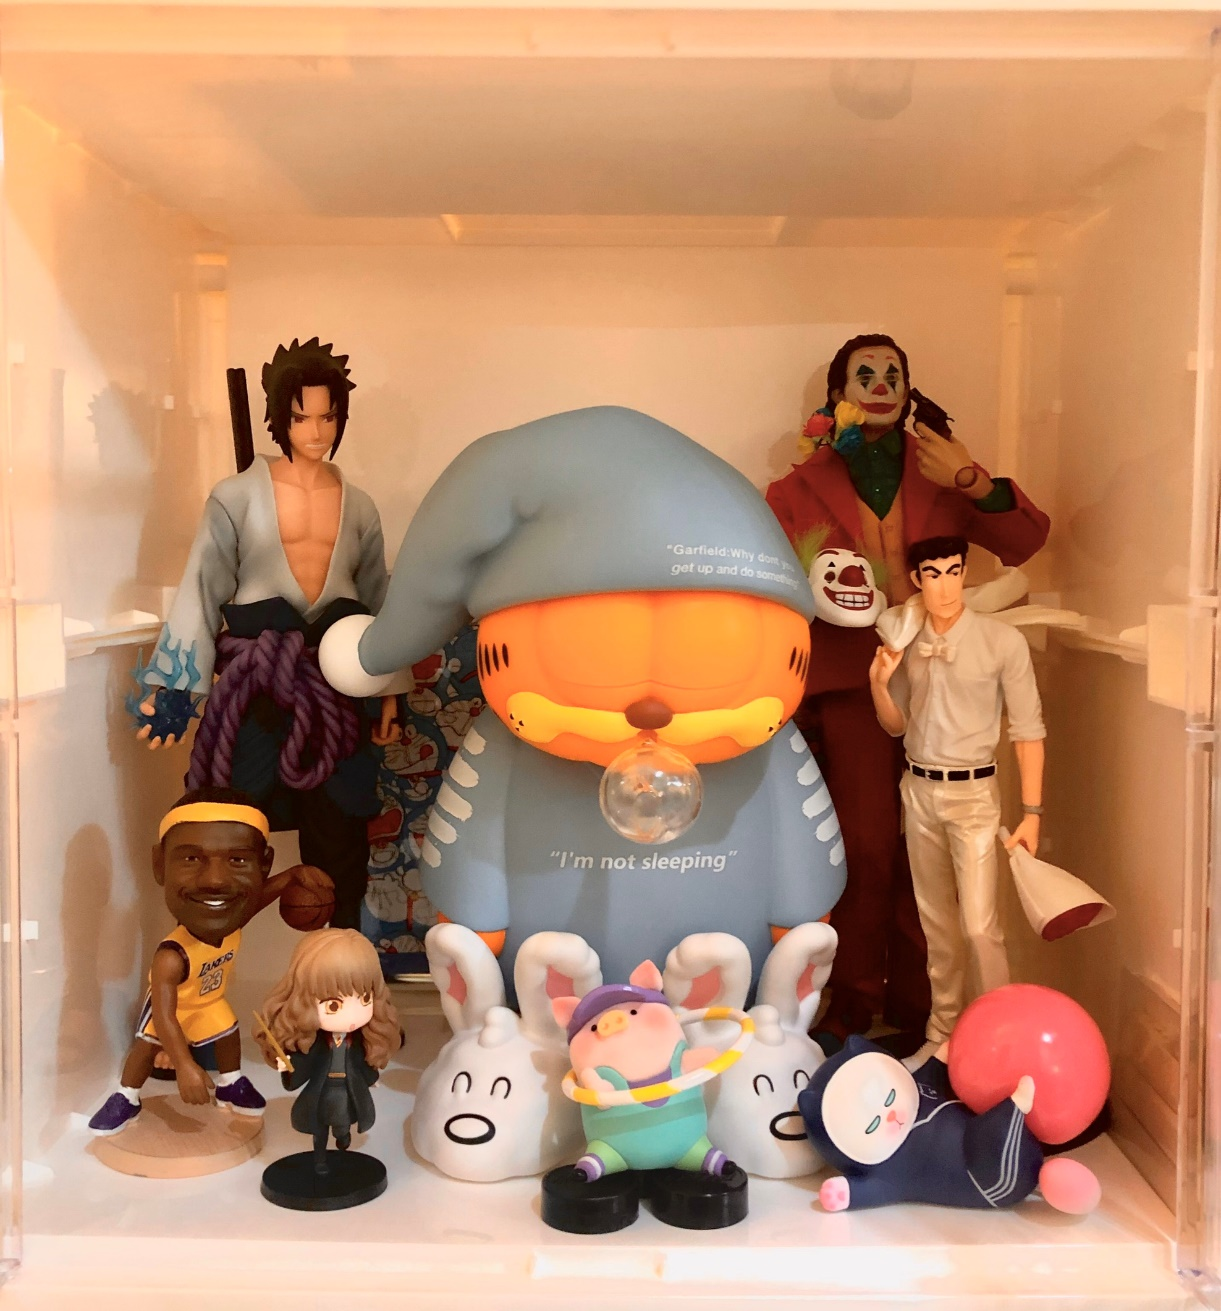 "Garfield:Why dont you
get up and do something"
"I'm not sleeping"
LAKERS
23